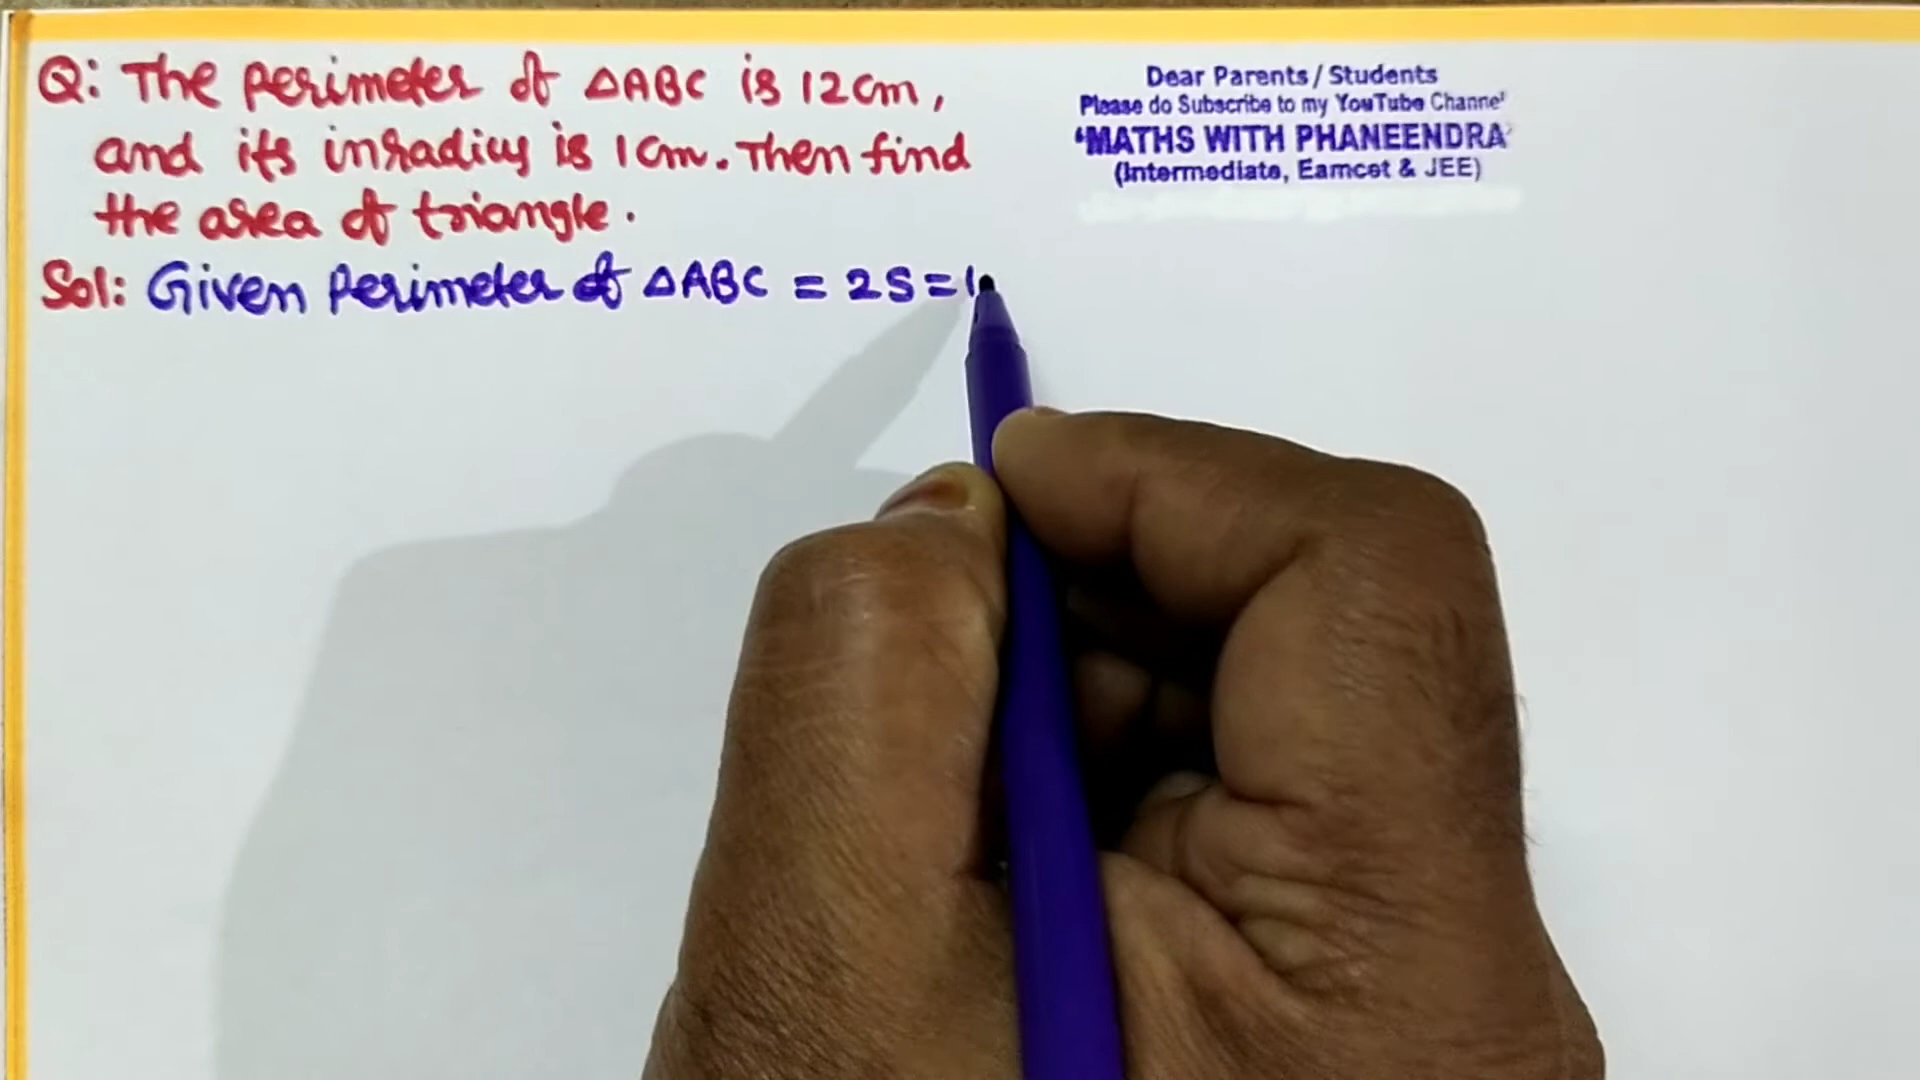 Q: The perimeter of △ABC is 12cm,
and its inradius is 1cm. Then find
the area of triangle.
Sol: Given Perimeter of △ABC = 2S = 1
Dear Parents / Students
Please do Subscribe to my YouTube Channel
'MATHS WITH PHANEENDRA'
(Intermediate, Eamcet & JEE)